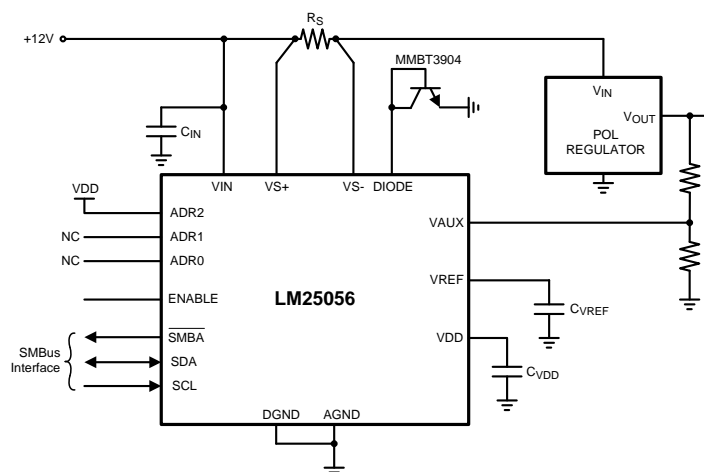 RS
+12V
MMBT3904
VIN
VOUT
POL
REGULATOR
CIN
VIN
VS+
VS-
DIODE
VDD
ADR2
NC
ADR1
NC
ADR0
ENABLE
LM25056
VAUX
VREF
CVREF
VDD
CVDD
SMBus
Interface
SMBA
SDA
SCL
DGND
AGND